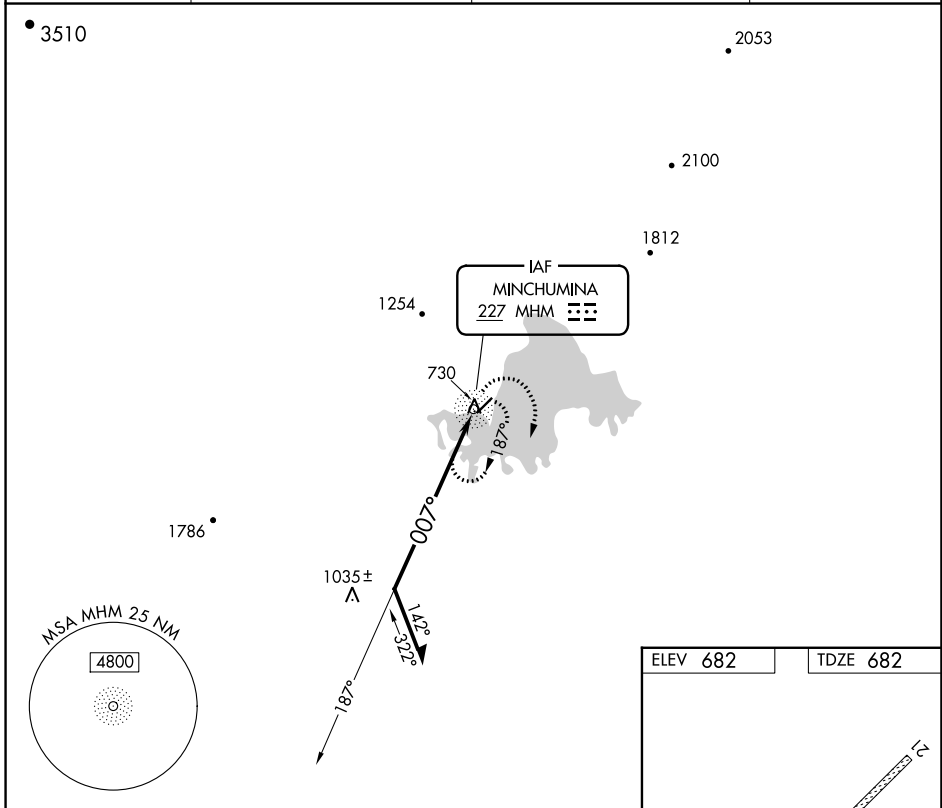 3510
2053
2100
1812
IAF
MINCHUMINA
227 MHM
1254
730
187°
007°
1786
1035±
142°
322°
187°
MSA MHM 25 NM
4800
ELEV 682
TDZE 682
21